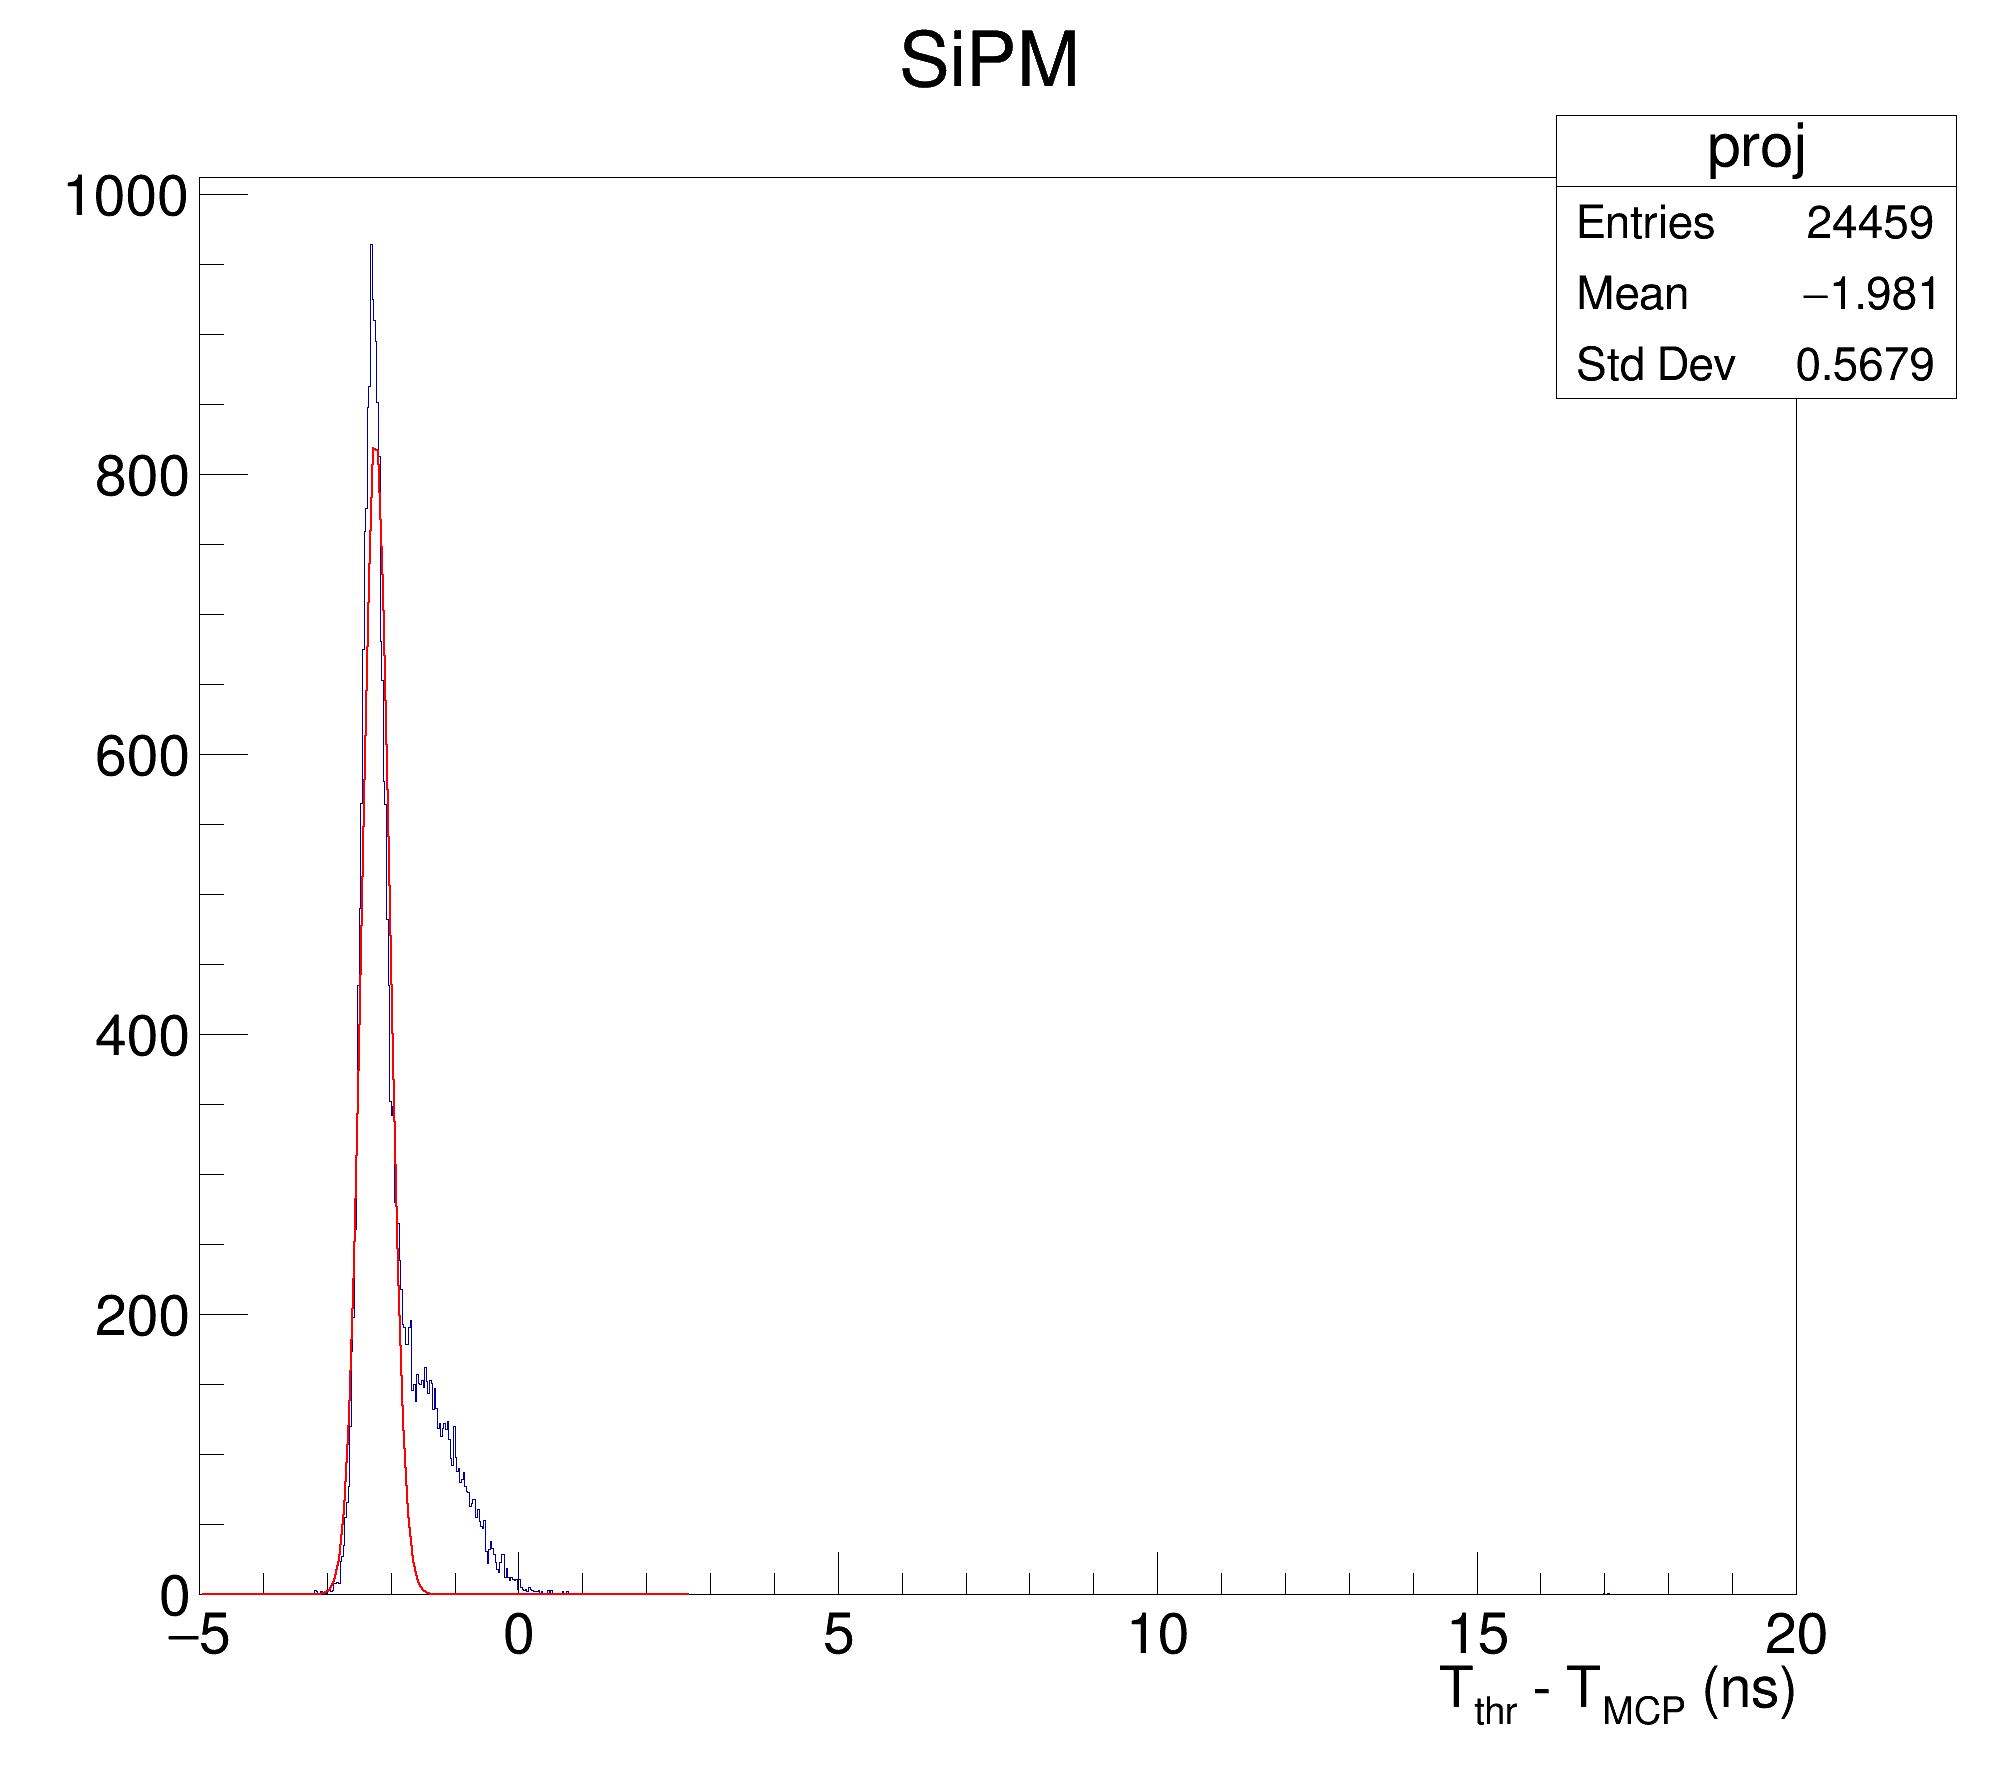 SiPM
proj
Entries 24459
Mean −1.981
Std Dev 0.5679
1000
800
600
400
200
0
−5 0 5 10 15 20
T_thr - T_MCP (ns)